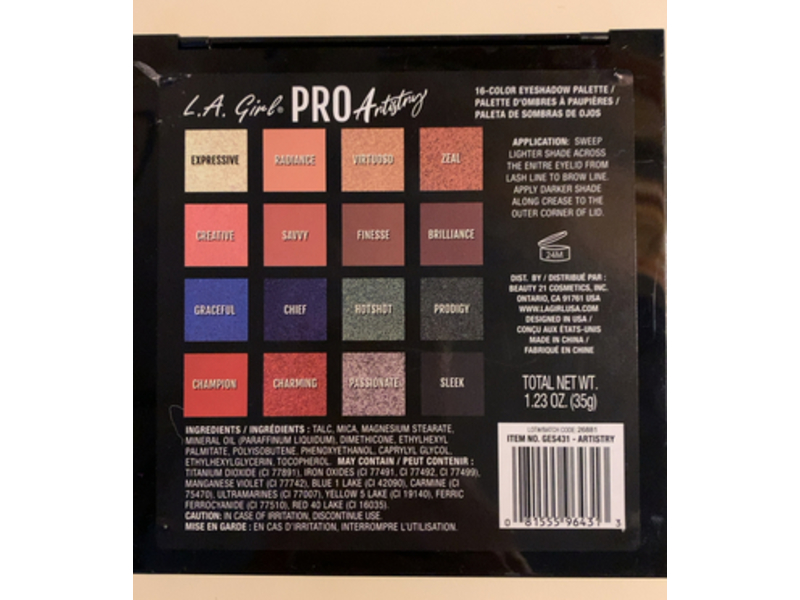 L.A. Girl® PRO Artistry
16-COLOR EYESHADOW PALETTE /
PALETTE D'OMBRES À PAUPIÈRES /
PALETA DE SOMBRAS DE OJOS
EXPRESSIVE RADIANCE VIRTUOSO ZEAL
CREATIVE SAVVY FINESSE BRILLIANCE
GRACEFUL CHIEF HOTSHOT PRODIGY
CHAMPION CHARMING PASSIONATE SLEEK
APPLICATION: SWEEP
LIGHTER SHADE ACROSS
THE ENITRE EYELID FROM
LASH LINE TO BROW LINE.
APPLY DARKER SHADE
ALONG CREASE TO THE
OUTER CORNER OF LID.
24M
DIST. BY / DISTRIBUÉ PAR :
BEAUTY 21 COSMETICS, INC.
ONTARIO, CA 91761 USA
WWW.LAGIRLUSA.COM
DESIGNED IN USA /
CONÇU AUX ÉTATS-UNIS
MADE IN CHINA /
FABRIQUÉ EN CHINE
TOTAL NET WT.
1.23 OZ. (35g)
INGREDIENTS / INGRÉDIENTS : TALC, MICA, MAGNESIUM STEARATE,
MINERAL OIL (PARAFFINUM LIQUIDUM), DIMETHICONE, ETHYLHEXYL
PALMITATE, POLYISOBUTENE, PHENOXYETHANOL, CAPRYLYL GLYCOL,
ETHYLHEXYLGLYCERIN, TOCOPHEROL. MAY CONTAIN / PEUT CONTENIR :
TITANIUM DIOXIDE (CI 77891), IRON OXIDES (CI 77491, CI 77492, CI 77499),
MANGANESE VIOLET (CI 77742), BLUE 1 LAKE (CI 42090), CARMINE (CI
75470), ULTRAMARINES (CI 77007), YELLOW 5 LAKE (CI 19140), FERRIC
FERROCYANIDE (CI 77510), RED 40 LAKE (CI 16035).
CAUTION: IN CASE OF IRRITATION, DISCONTINUE USE.
MISE EN GARDE : EN CAS D'IRRITATION, INTERROMPRE L'UTILISATION.
LOT#/BATCH CODE: 26881
ITEM NO. GES431 - ARTISTRY
0 81555 96431 3